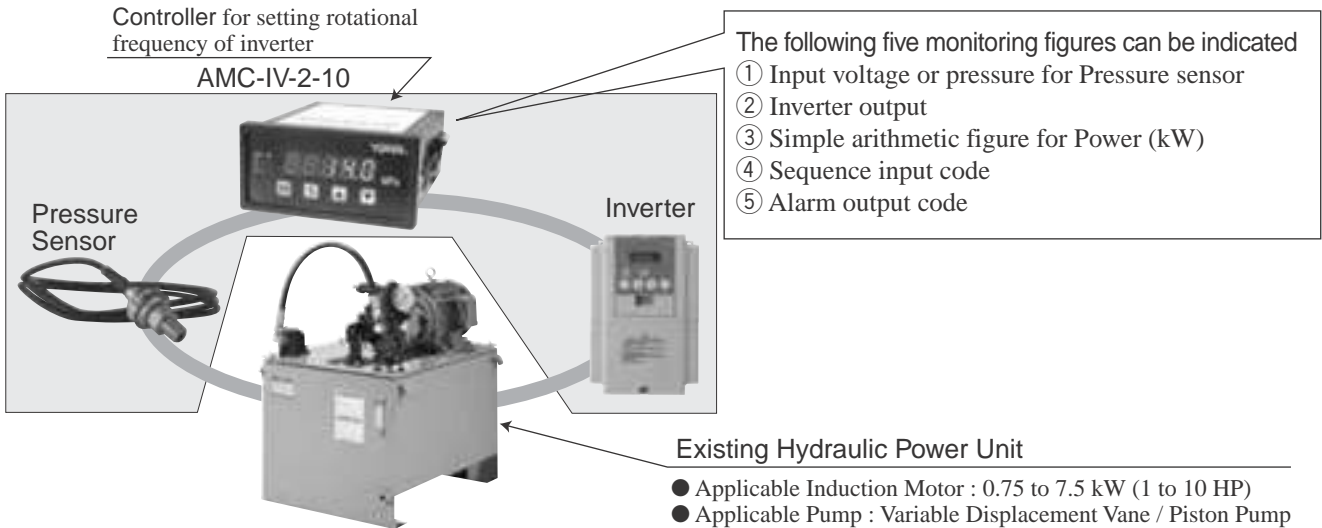 Controller for setting rotational
frequency of inverter
AMC-IV-2-10
The following five monitoring figures can be indicated
① Input voltage or pressure for Pressure sensor
② Inverter output
③ Simple arithmetic figure for Power (kW)
④ Sequence input code
⑤ Alarm output code
Pressure
Sensor
Inverter
Existing Hydraulic Power Unit
● Applicable Induction Motor : 0.75 to 7.5 kW (1 to 10 HP)
● Applicable Pump : Variable Displacement Vane / Piston Pump